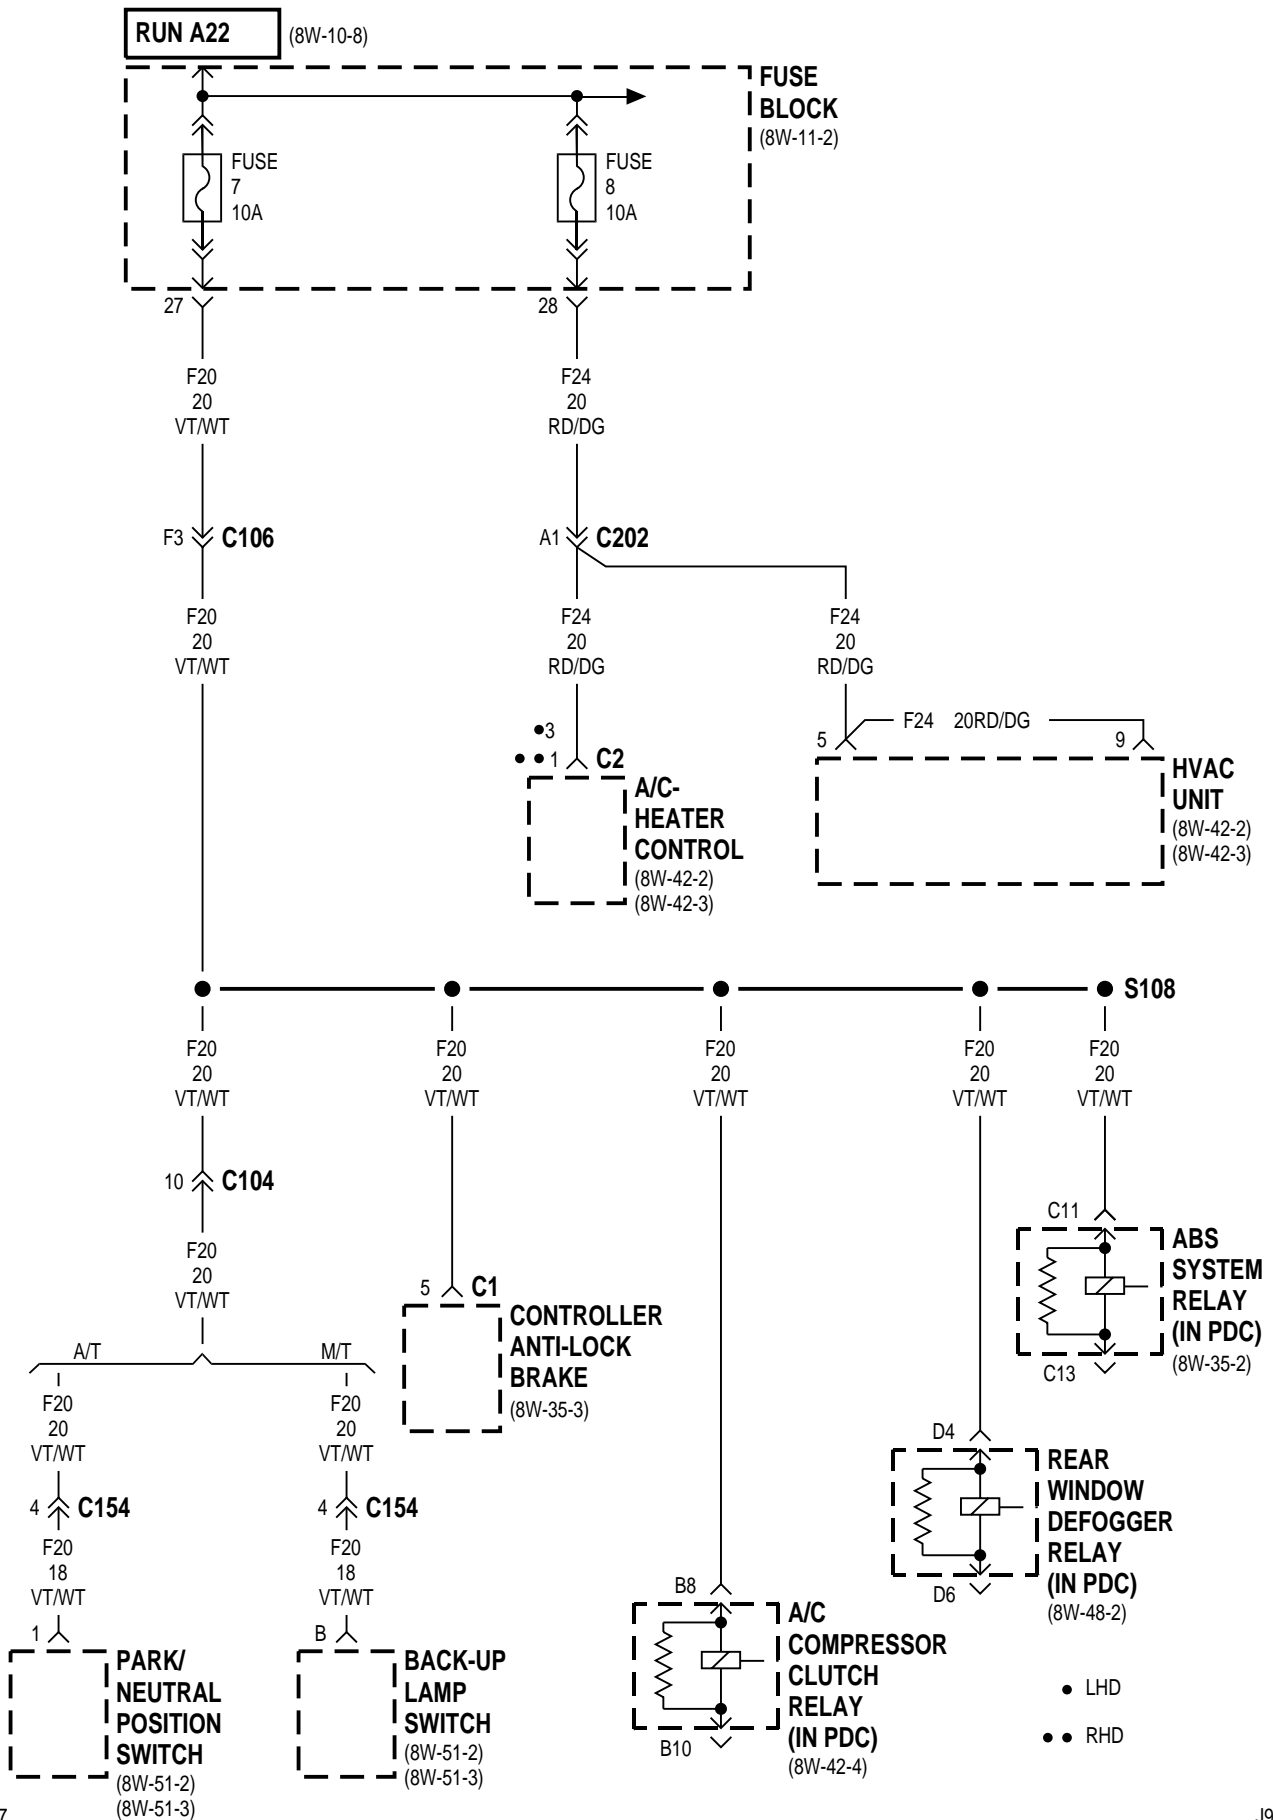 RUN A22
(8W-10-8)
FUSE
BLOCK
(8W-11-2)
FUSE
7
10A
FUSE
8
10A
27
28
F20
20
VT/WT
F24
20
RD/DG
F3
C106
A1
C202
F20
20
VT/WT
F24
20
RD/DG
F24
20
RD/DG
3
1
C2
5
F24 20RD/DG
9
A/C-
HEATER
CONTROL
(8W-42-2)
(8W-42-3)
HVAC
UNIT
(8W-42-2)
(8W-42-3)
S108
F20
20
VT/WT
F20
20
VT/WT
F20
20
VT/WT
F20
20
VT/WT
F20
20
VT/WT
10
C104
F20
20
VT/WT
5
C1
CONTROLLER
ANTI-LOCK
BRAKE
(8W-35-3)
C11
ABS
SYSTEM
RELAY
(IN PDC)
(8W-35-2)
C13
A/T
M/T
F20
20
VT/WT
F20
20
VT/WT
4
C154
4
C154
F20
18
VT/WT
F20
18
VT/WT
D4
REAR
WINDOW
DEFOGGER
RELAY
(IN PDC)
(8W-48-2)
D6
B8
A/C
COMPRESSOR
CLUTCH
RELAY
(IN PDC)
(8W-42-4)
B10
1
PARK/
NEUTRAL
POSITION
SWITCH
(8W-51-2)
(8W-51-3)
B
BACK-UP
LAMP
SWITCH
(8W-51-2)
(8W-51-3)
LHD
RHD
7
J9